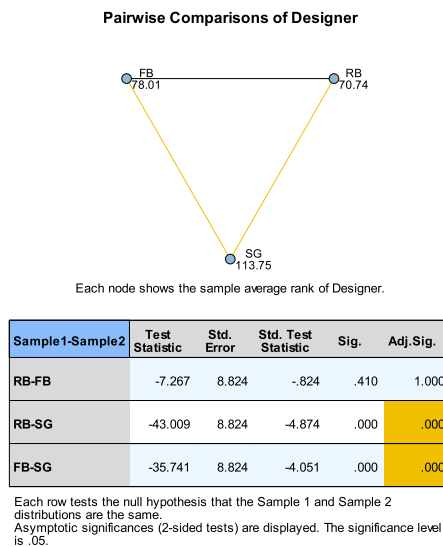 Pairwise Comparisons of Designer
FB
78.01
RB
70.74
SG
113.75
Each node shows the sample average rank of Designer.
Sample1-Sample2 Test Statistic Std. Error Std. Test Statistic Sig. Adj.Sig.
RB-FB -7.267 8.824 -.824 .410 1.000
RB-SG -43.009 8.824 -4.874 .000 .000
FB-SG -35.741 8.824 -4.051 .000 .000
Each row tests the null hypothesis that the Sample 1 and Sample 2
distributions are the same.
Asymptotic significances (2-sided tests) are displayed. The significance level
is .05.